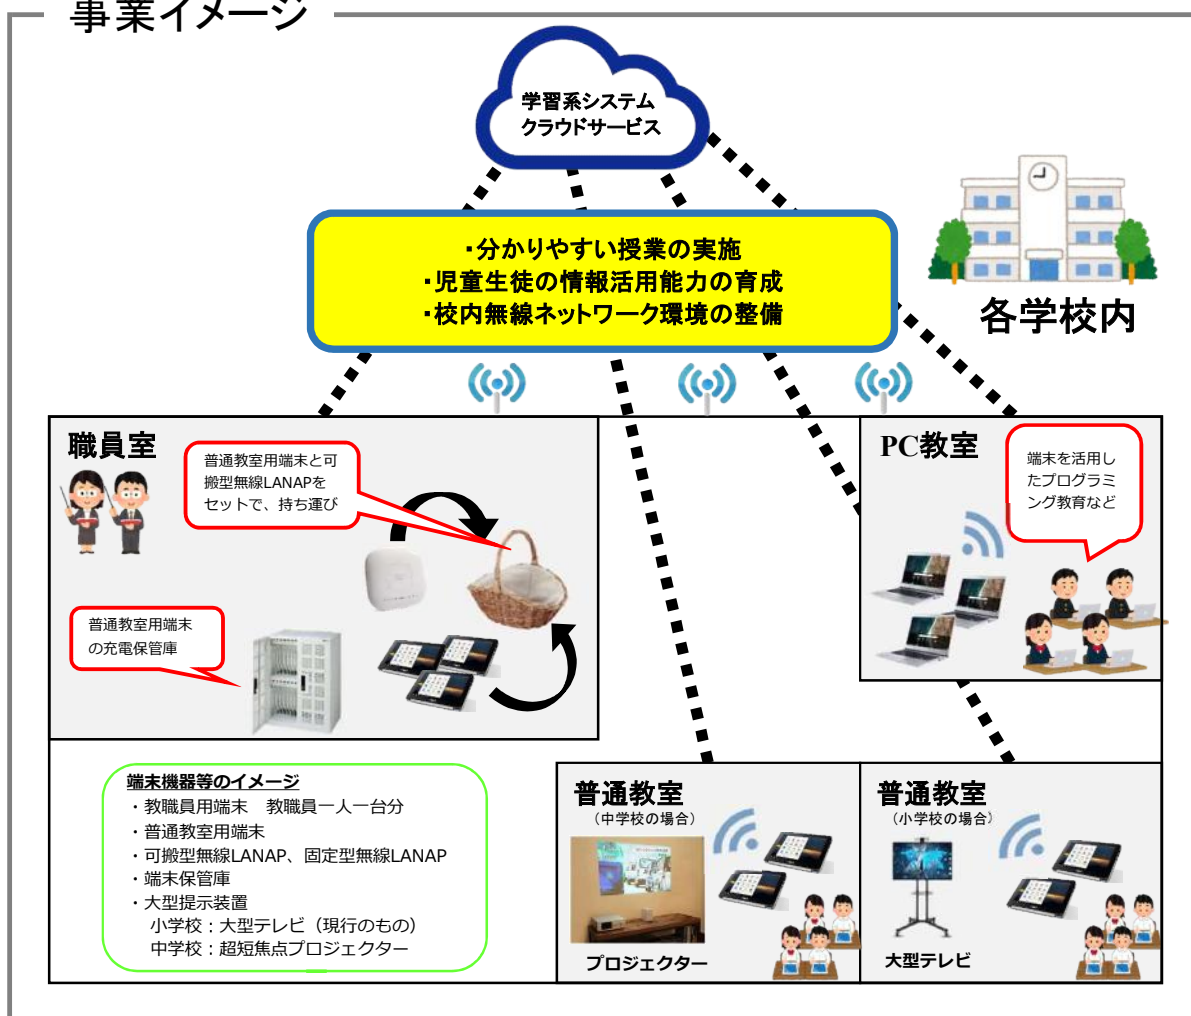 事業イメージ
学習系システム
クラウドサービス
・分かりやすい授業の実施
・児童生徒の情報活用能力の育成
・校内無線ネットワーク環境の整備
各学校内
職員室
普通教室用端末と可
搬型無線LANAPを
セットで、持ち運び
普通教室用端末
の充電保管庫
PC教室
端末を活用し
たプログラミ
ング教育など
端末機器等のイメージ
・教職員用端末　教職員一人一台分
・普通教室用端末
・可搬型無線LANAP、固定型無線LANAP
・端末保管庫
・大型提示装置
小学校：大型テレビ（現行のもの）
中学校：超短焦点プロジェクター
普通教室
（中学校の場合）
プロジェクター
普通教室
（小学校の場合）
大型テレビ